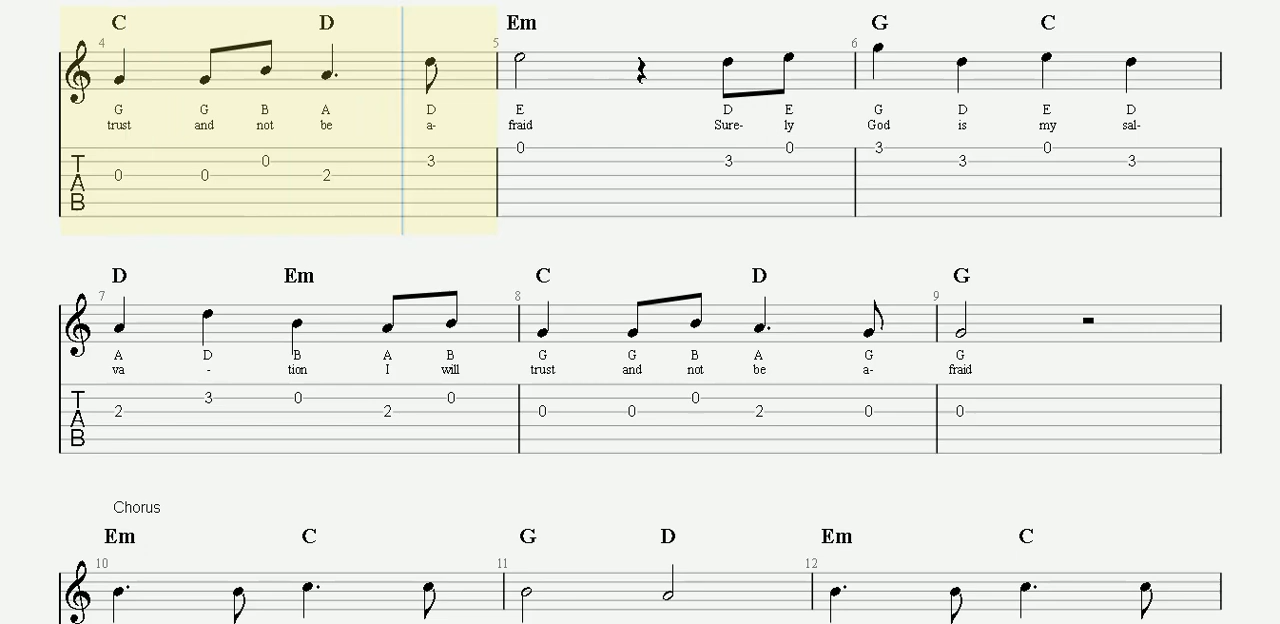 C D Em G C
4 5 6
G G B A D E D E G D E D
trust and not be a- fraid Sure- ly God is my sal-
0 3 0 3 0
0 3 3 3
0 0 2
T
A
B
D Em C D G
7 8 9
A D B A B G G B A G G
va - tion I will trust and not be a- fraid
T 3 0 0 0
2 2 0 0 2 0 0
A
B
Chorus
Em C G D Em C
10 11 12